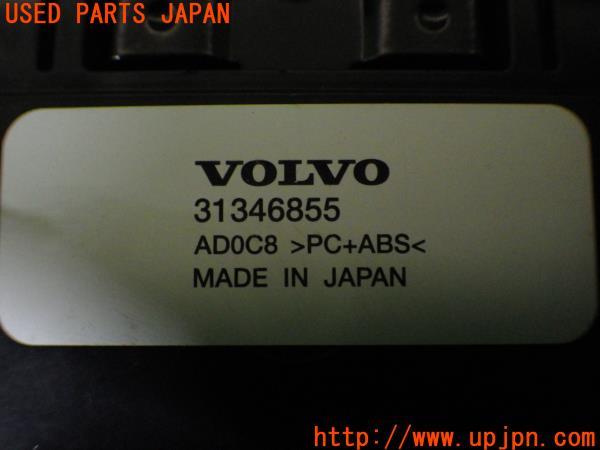 USED PARTS JAPAN
VOLVO
31346855
AD0C8 >PC+ABS<
MADE IN JAPAN
http://www.upjpn.com